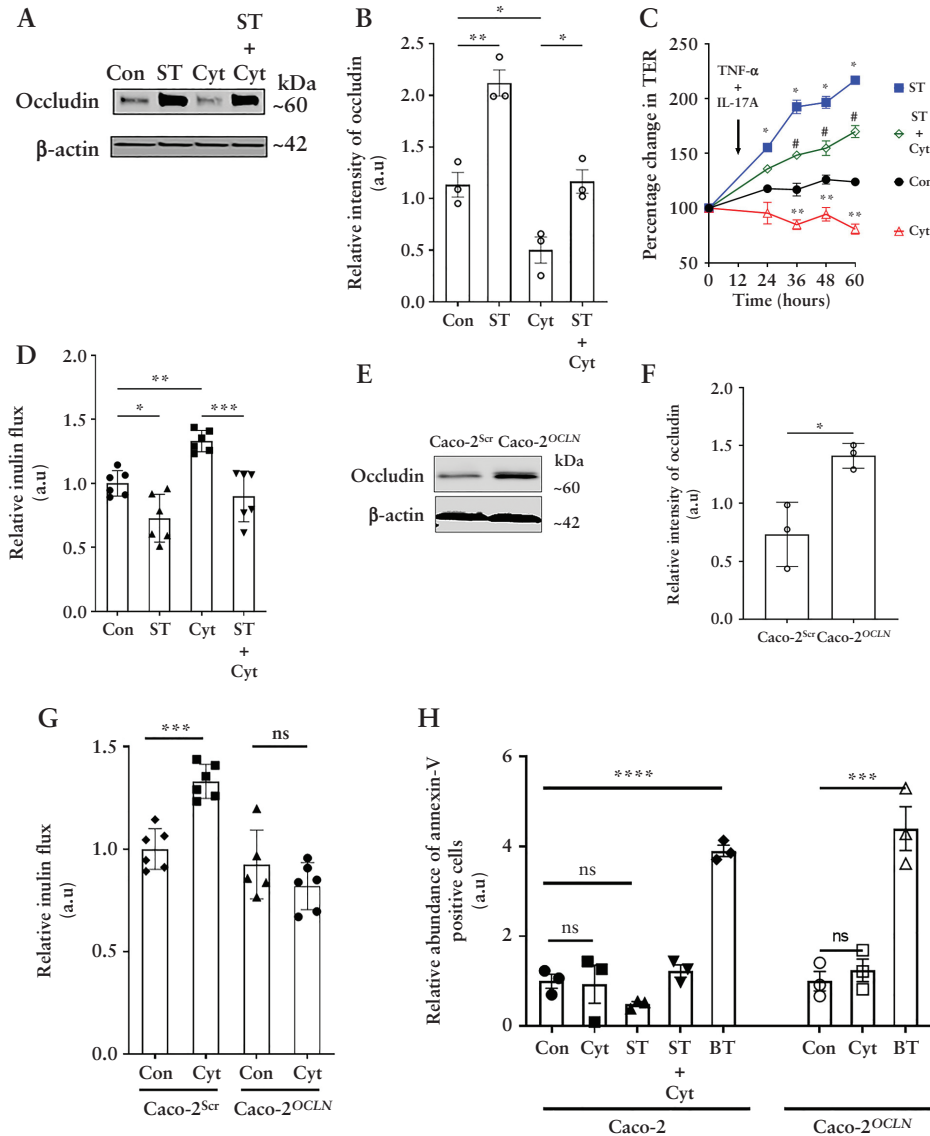 A
ST
+
Con ST Cyt Cyt
kDa
Occludin ~60
β-actin ~42
B
Relative intensity of occludin
(a.u)
2.5
2.0
1.5
1.0
0.5
0.0
*
**
*
Con ST Cyt ST
+
Cyt
C
Percentage change in TER
250
200
150
100
50
TNF-α
+
IL-17A
* * * *
# # #
** ** **
0 12 24 36 48 60
Time (hours)
ST
ST
+
Cyt
Con
Cyt
D
Relative inulin flux
(a.u)
2.0
1.5
1.0
0.5
0.0
**
*
***
Con ST Cyt ST
+
Cyt
E
Caco-2Scr Caco-2OCLN
kDa
Occludin ~60
β-actin ~42
F
Relative intensity of occludin
(a.u)
2.0
1.5
1.0
0.5
0.0
*
Caco-2Scr Caco-2OCLN
G
Relative inulin flux
(a.u)
1.5
1.0
0.5
0.0
***
ns
Con Cyt Con Cyt
Caco-2Scr Caco-2OCLN
H
Relative abundance of annexin-V
positive cells
(a.u)
6
4
2
0
****
ns
ns
***
ns
Con Cyt ST ST
+
Cyt
BT Con Cyt BT
Caco-2 Caco-2OCLN